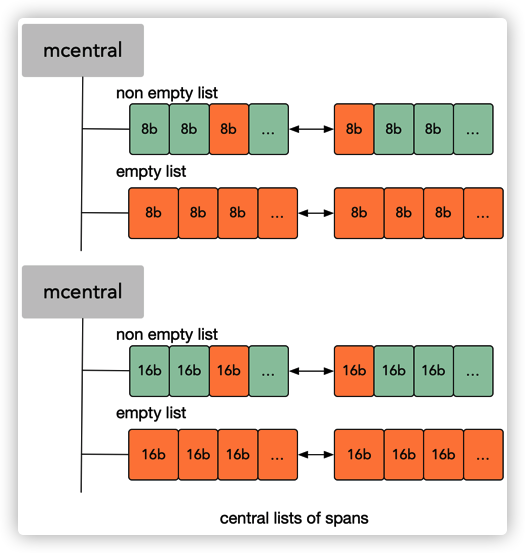 mcentral
non empty list
8b 8b 8b ... 8b 8b 8b ...
empty list
8b 8b 8b ... 8b 8b 8b ...
mcentral
non empty list
16b 16b 16b ... 16b 16b 16b ...
empty list
16b 16b 16b ... 16b 16b 16b ...
central lists of spans